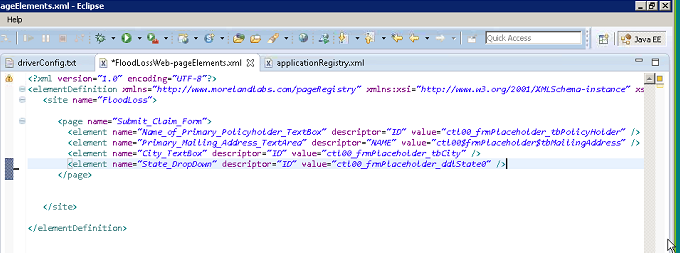 ageElements.xml - Eclipse
Help
Quick Access
Java EE
driverConfig.txt
*FloodLossWeb-pageElements.xml
applicationRegistry.xml
<?xml version="1.0" encoding="UTF-8"?>
<elementDefinition xmlns="http://www.morelandlabs.com/pageRegistry" xmlns:xsi="http://www.w3.org/2001/XMLSchema-instance" xs
<site name="FloodLoss">
<page name="Submit_Claim_Form">
<element name="Name_of_Primary_Policyholder_TextBox" descriptor="ID" value="ctl00_frmPlaceholder_tbPolicyHolder" />
<element name="Primary_Mailing_Address_TextArea" descriptor="NAME" value="ctl00$frmPlaceholder$tbMailingAddress" />
<element name="City_TextBox" descriptor="ID" value="ctl00_frmPlaceholder_tbCity" />
<element name="State_DropDown" descriptor="ID" value="ctl00_frmPlaceholder_ddlState0" />
</page>
</site>
</elementDefinition>